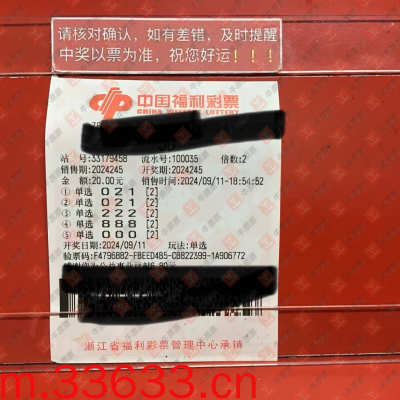 请核对确认，如有差错，及时提醒
中奖以票为准，祝您好运！！！
中国福利彩票
CHINA WELFARE LOTTERY
站 号:33179458 流水号:100035 倍数:2
销售期:2024245 开奖期:2024245
金 额:20.00元 销售时间:2024/09/11-18:54:52
① 单选 0 2 1 [2]
② 单选 0 2 1 [2]
③ 单选 2 2 2 [2]
④ 单选 8 8 8 [2]
⑤ 单选 0 0 0 [2]
开奖日期:2024/09/11 玩法:单选
验票码:F4796B82-FBEED485-CBB22399-1A906772
浙江省福利彩票管理中心承销
m.33633.cn